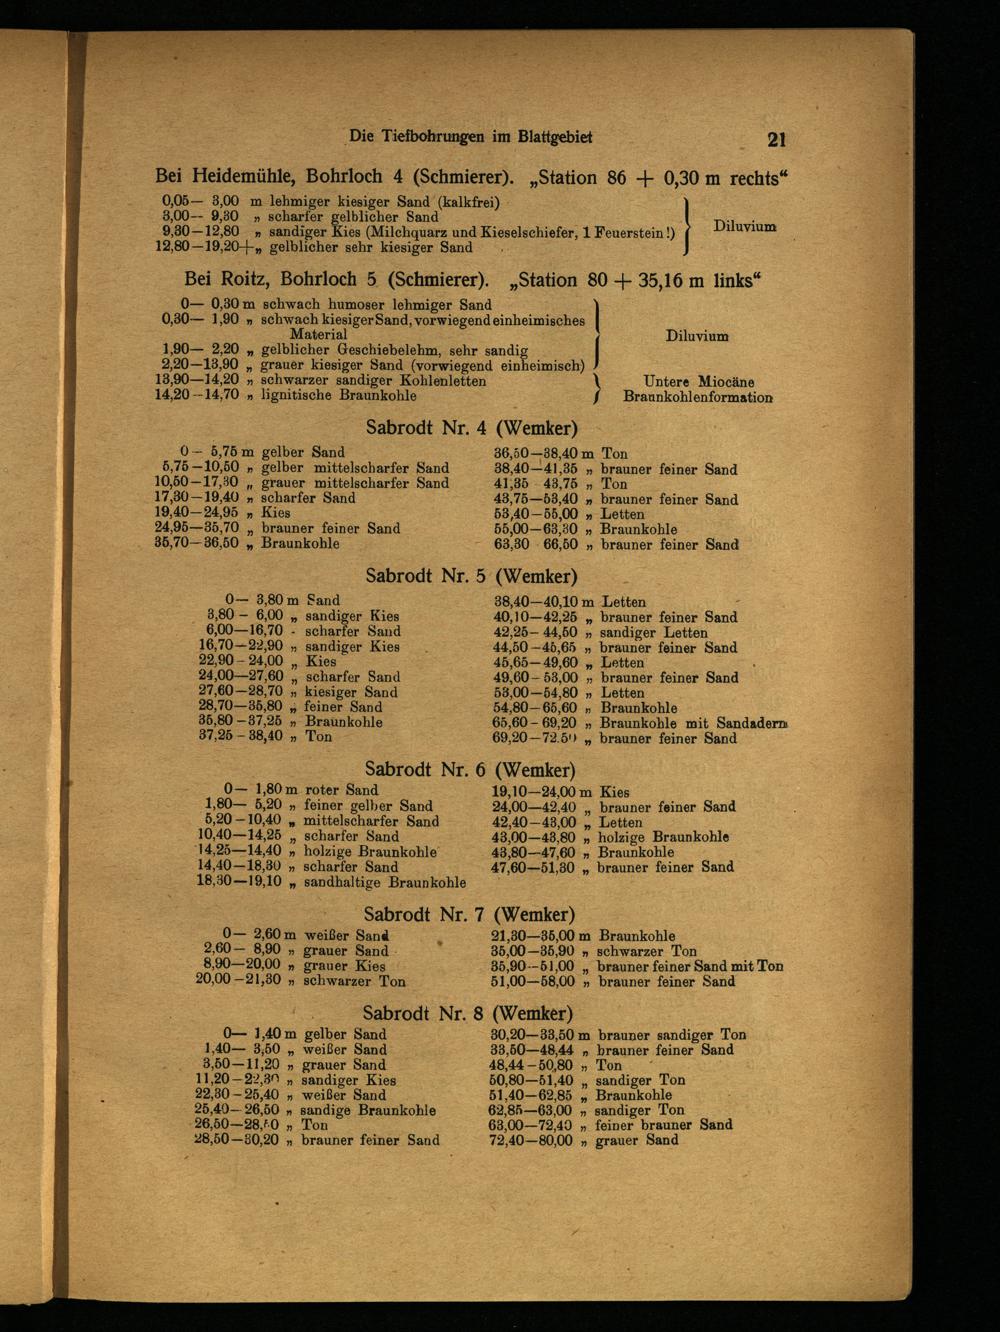 Die Tiefbohrungen im Blattgebiet 21
Bei Heidemühle, Bohrloch 4 (Schmierer). „Station 86 + 0,30 m rechts“
0,05— 3,00 m lehmiger kiesiger Sand (kalkfrei)
3,00— 9,30 „ scharfer gelblicher Sand
9,30—12,80 „ sandiger Kies (Milchquarz und Kieselschiefer, 1 Feuerstein!)
12,80—19,20+„ gelblicher sehr kiesiger Sand
Diluvium
Bei Roitz, Bohrloch 5 (Schmierer). „Station 80 + 35,16 m links“
0— 0,30 m schwach humoser lehmiger Sand
0,30— 1,90 „ schwach kiesiger Sand, vorwiegend einheimisches
Material
1,90— 2,20 „ gelblicher Geschiebelehm, sehr sandig
2,20—13,90 „ grauer kiesiger Sand (vorwiegend einheimisch)
Diluvium
13,90—14,20 „ schwarzer sandiger Kohlenletten
14,20—14,70 „ lignitische Braunkohle
Untere Miocäne
Braunkohlenformation
Sabrodt Nr. 4 (Wemker)
0— 5,75 m gelber Sand
5,75—10,50 „ gelber mittelscharfer Sand
10,50—17,30 „ grauer mittelscharfer Sand
17,30—19,40 „ scharfer Sand
19,40—24,95 „ Kies
24,95—35,70 „ brauner feiner Sand
35,70—36,50 „ Braunkohle
36,50—38,40 m Ton
38,40—41,35 „ brauner feiner Sand
41,35 43,75 „ Ton
43,75—53,40 „ brauner feiner Sand
53,40—55,00 „ Letten
55,00—63,30 „ Braunkohle
63,30 66,50 „ brauner feiner Sand
Sabrodt Nr. 5 (Wemker)
0— 3,80 m Sand
3,80— 6,00 „ sandiger Kies
6,00—16,70 - scharfer Sand
16,70—22,90 „ sandiger Kies
22,90—24,00 „ Kies
24,00—27,60 „ scharfer Sand
27,60—28,70 „ kiesiger Sand
28,70—35,80 „ feiner Sand
35,80—37,25 „ Braunkohle
37,25—38,40 „ Ton
38,40—40,10 m Letten
40,10—42,25 „ brauner feiner Sand
42,25—44,50 „ sandiger Letten
44,50—45,65 „ brauner feiner Sand
45,65—49,60 „ Letten
49,60—53,00 „ brauner feiner Sand
53,00—54,80 „ Letten
54,80—65,60 „ Braunkohle
65,60—69,20 „ Braunkohle mit Sandadern
69,20—72.50 „ brauner feiner Sand
Sabrodt Nr. 6 (Wemker)
0— 1,80 m roter Sand
1,80— 5,20 „ feiner gelber Sand
5,20—10,40 „ mittelscharfer Sand
10,40—14,25 „ scharfer Sand
14,25—14,40 „ holzige Braunkohle
14,40—18,30 „ scharfer Sand
18,30—19,10 „ sandhaltige Braunkohle
19,10—24,00 m Kies
24,00—42,40 „ brauner feiner Sand
42,40—43,00 „ Letten
43,00—43,80 „ holzige Braunkohle
43,80—47,60 „ Braunkohle
47,60—51,30 „ brauner feiner Sand
Sabrodt Nr. 7 (Wemker)
0— 2,60 m weißer Sand
2,60— 8,90 „ grauer Sand
8,90—20,00 „ grauer Kies
20,00—21,30 „ schwarzer Ton
21,30—35,00 m Braunkohle
35,00—35,90 „ schwarzer Ton
35,90—51,00 „ brauner feiner Sand mit Ton
51,00—58,00 „ brauner feiner Sand
Sabrodt Nr. 8 (Wemker)
0— 1,40 m gelber Sand
1,40— 3,50 „ weißer Sand
3,50—11,20 „ grauer Sand
11,20—22,30 „ sandiger Kies
22,30—25,40 „ weißer Sand
25,40—26,50 „ sandige Braunkohle
26,50—28,50 „ Ton
28,50—30,20 „ brauner feiner Sand
30,20—33,50 m brauner sandiger Ton
33,50—48,44 „ brauner feiner Sand
48,44—50,80 „ Ton
50,80—51,40 „ sandiger Ton
51,40—62,85 „ Braunkohle
62,85—63,00 „ sandiger Ton
63,00—72,40 „ feiner brauner Sand
72,40—80,00 „ grauer Sand